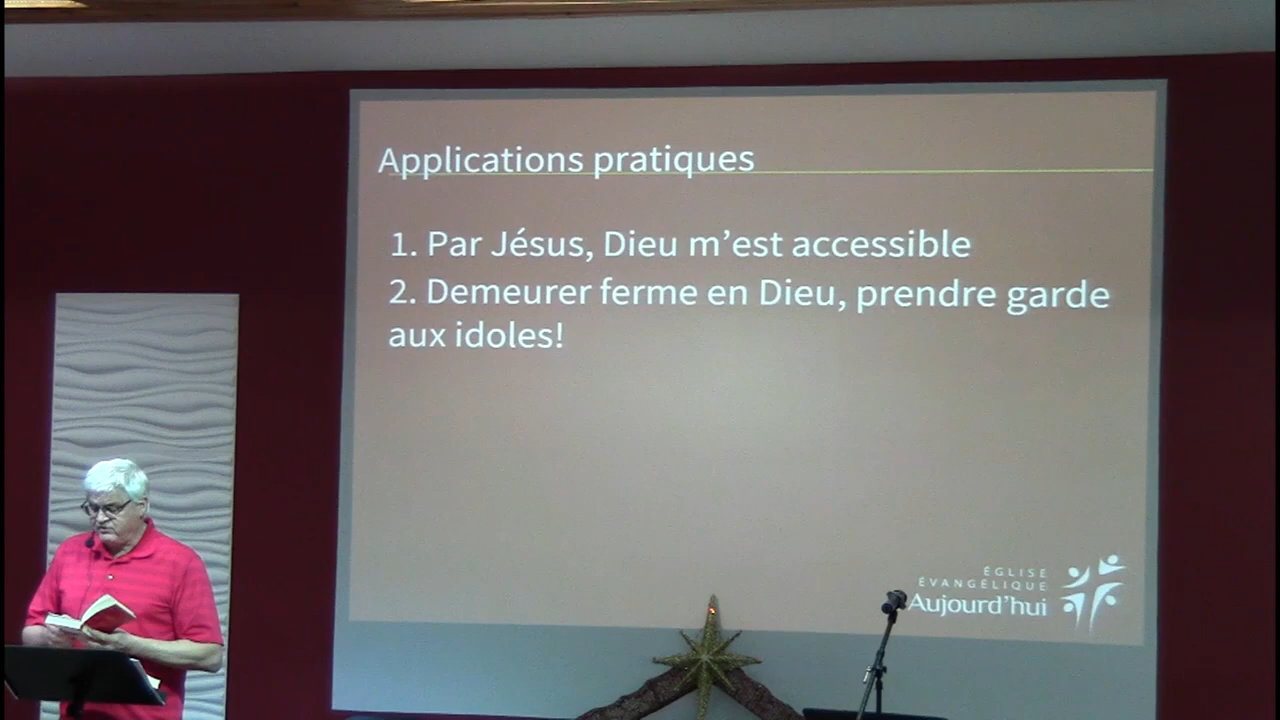 Applications pratiques
1. Par Jésus, Dieu m’est accessible
2. Demeurer ferme en Dieu, prendre garde
aux idoles!
ÉGLISE
ÉVANGÉLIQUE
Aujourd’hui